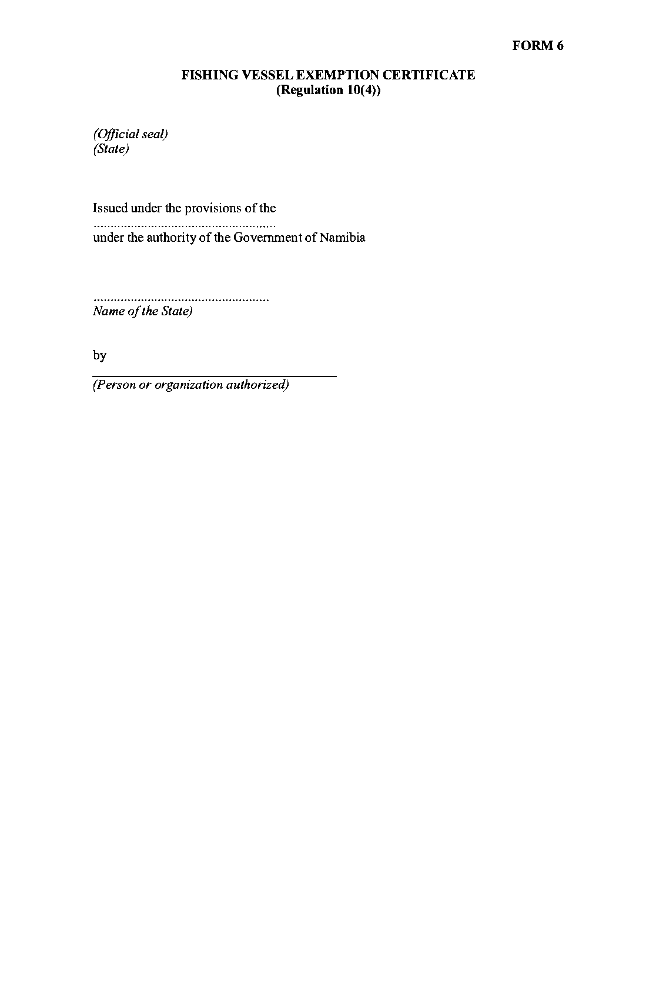 FORM 6
FISHING VESSEL EXEMPTION CERTIFICATE
(Regulation 10(4))
(Official seal)
(State)
Issued under the provisions of the
......................................................
under the authority of the Government of Namibia
....................................................
Name of the State)
by
_____________________________________
(Person or organization authorized)